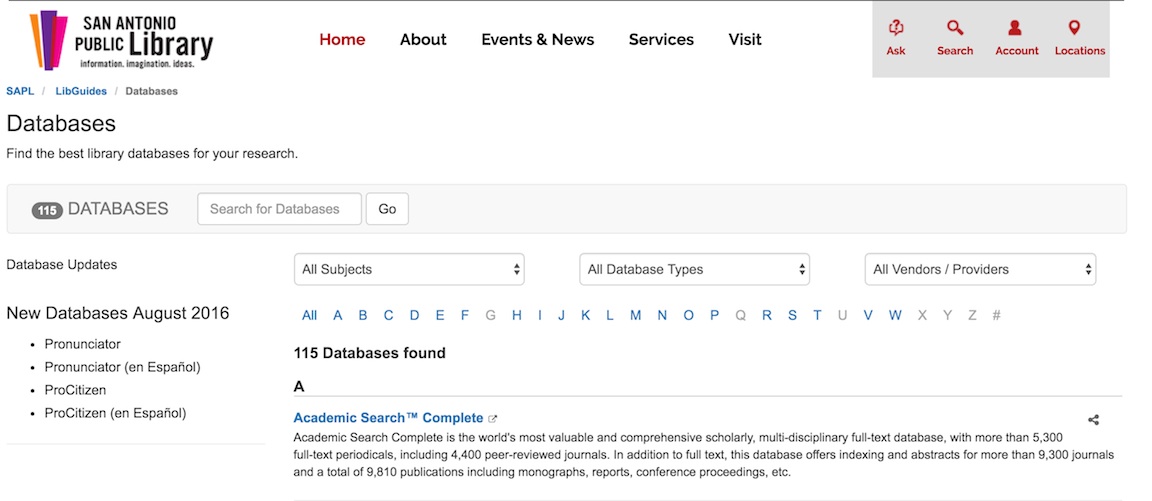 SAN ANTONIO
PUBLIC Library
information. imagination. ideas.
Home About Events & News Services Visit
Ask Search Account Locations
SAPL / LibGuides / Databases
Databases
Find the best library databases for your research.
115 DATABASES Search for Databases Go
Database Updates
All Subjects All Database Types All Vendors / Providers
New Databases August 2016
Pronunciator
Pronunciator (en Español)
ProCitizen
ProCitizen (en Español)
All A B C D E F G H I J K L M N O P Q R S T U V W X Y Z #
115 Databases found
A
Academic Search™ Complete
Academic Search Complete is the world's most valuable and comprehensive scholarly, multi-disciplinary full-text database, with more than 5,300
full-text periodicals, including 4,400 peer-reviewed journals. In addition to full text, this database offers indexing and abstracts for more than 9,300 journals
and a total of 9,810 publications including monographs, reports, conference proceedings, etc.